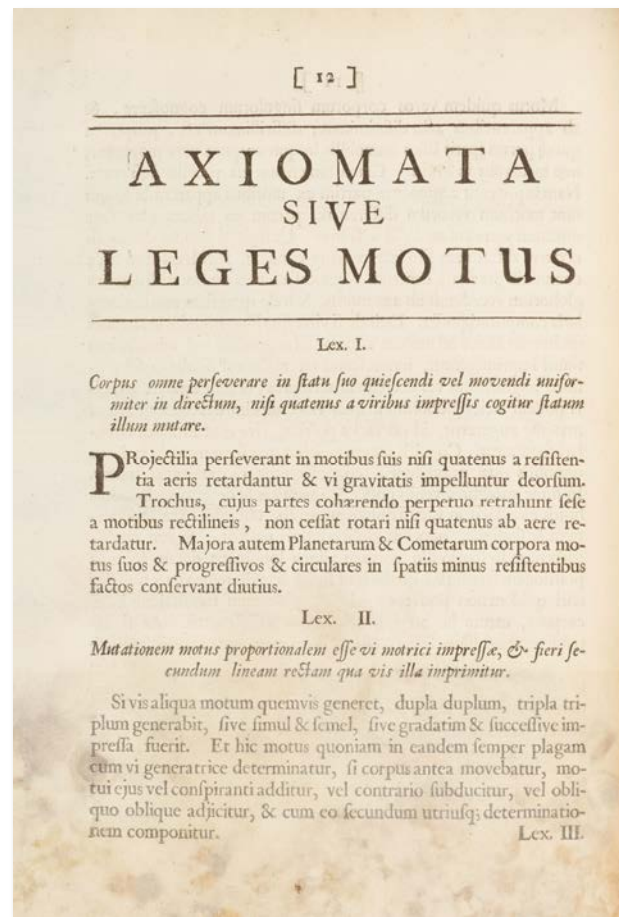 [ 12 ]
AXIOMATA
SIVE
LEGES MOTUS
Lex. I.
Corpus omne perſeverare in ſtatu ſuo quieſcendi vel movendi unifor-
miter in directum, niſi quatenus a viribus impreſſis cogitur ſtatum
illum mutare.
PRojectilia perſeverant in motibus ſuis niſi quatenus a reſiſten-
tia aeris retardantur & vi gravitatis impelluntur deorſum.
Trochus, cujus partes cohærendo perpetuo retrahunt ſeſe
a motibus rectilineis, non ceſſat rotari niſi quatenus ab aere re-
tardatur. Majora autem Planetarum & Cometarum corpora mo-
tus ſuos & progreſſivos & circulares in ſpatiis minus reſiſtentibus
factos conſervant diutius.
Lex. II.
Mutationem motus proportionalem eſſe vi motrici impreſſæ, & fieri ſe-
cundum lineam rectam qua vis illa imprimitur.
Si vis aliqua motum quemvis generet, dupla duplum, tripla tri-
plum generabit, ſive ſimul & ſemel, ſive gradatim & ſucceſſive im-
preſſa fuerit. Et hic motus quoniam in eandem ſemper plagam
cum vi generatrice determinatur, ſi corpus antea movebatur, mo-
tui ejus vel conſpiranti additur, vel contrario ſubducitur, vel obli-
quo oblique adjicitur, & cum eo ſecundum utriuſq; determinatio-
nem componitur. Lex. III.